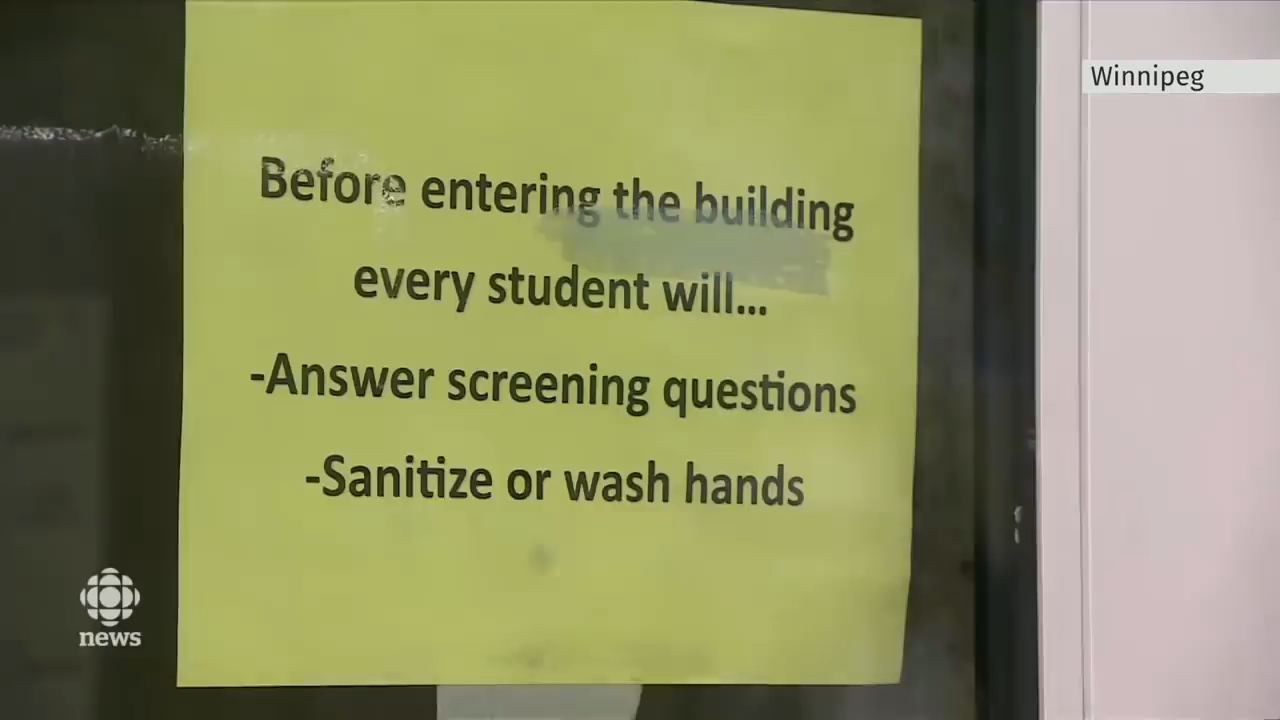 Winnipeg
Before entering the building
every student will...
-Answer screening questions
-Sanitize or wash hands
news